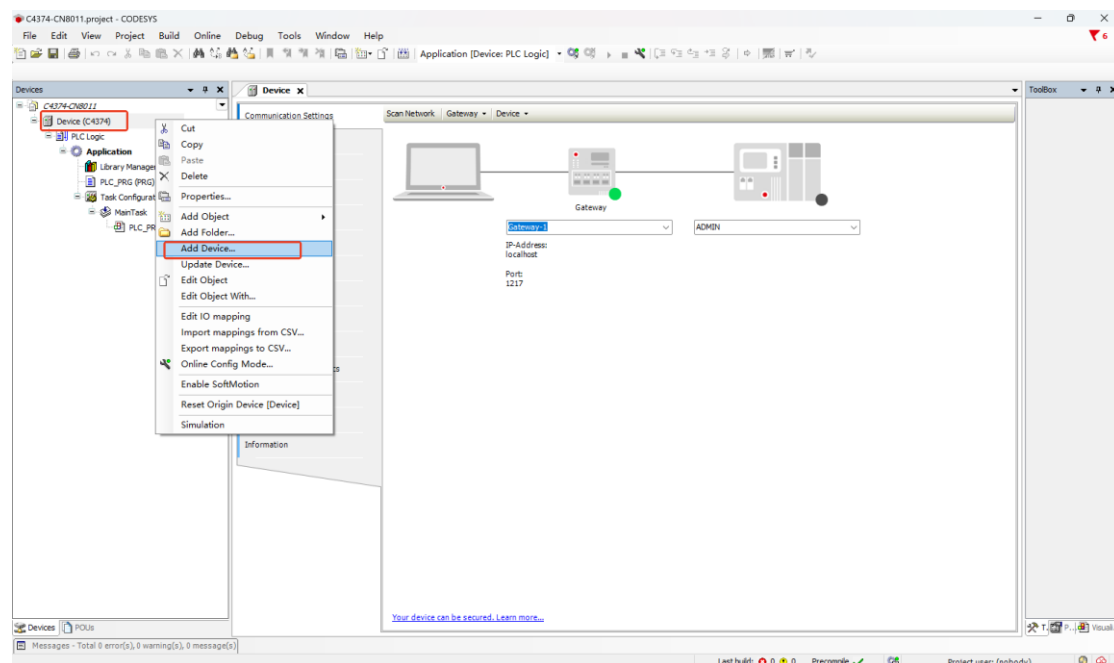 C4374-CN8011.project - CODESYS
File Edit View Project Build Online Debug Tools Window Help
6
Application [Device: PLC Logic]
Devices
C4374-CN8011
Device (C4374)
PLC Logic
Application
Library Manager
PLC_PRG (PRG)
Task Configurat
MainTask
PLC_PR
Cut
Copy
Paste
Delete
Properties...
Add Object
Add Folder...
Add Device...
Update Device...
Edit Object
Edit Object With...
Edit IO mapping
Import mappings from CSV...
Export mappings to CSV...
Online Config Mode...
Enable SoftMotion
Reset Origin Device [Device]
Simulation
Device
Communication Settings
Information
Scan Network Gateway Device
Gateway
Gateway-1
ADMIN
IP-Address:
localhost
Port:
1217
Your device can be secured. Learn more...
ToolBox
Devices POUs
T. P... Visuali
Messages - Total 0 error(s), 0 warning(s), 0 message(s)
Last build: 0 0 Precompile Project user: (nobody)